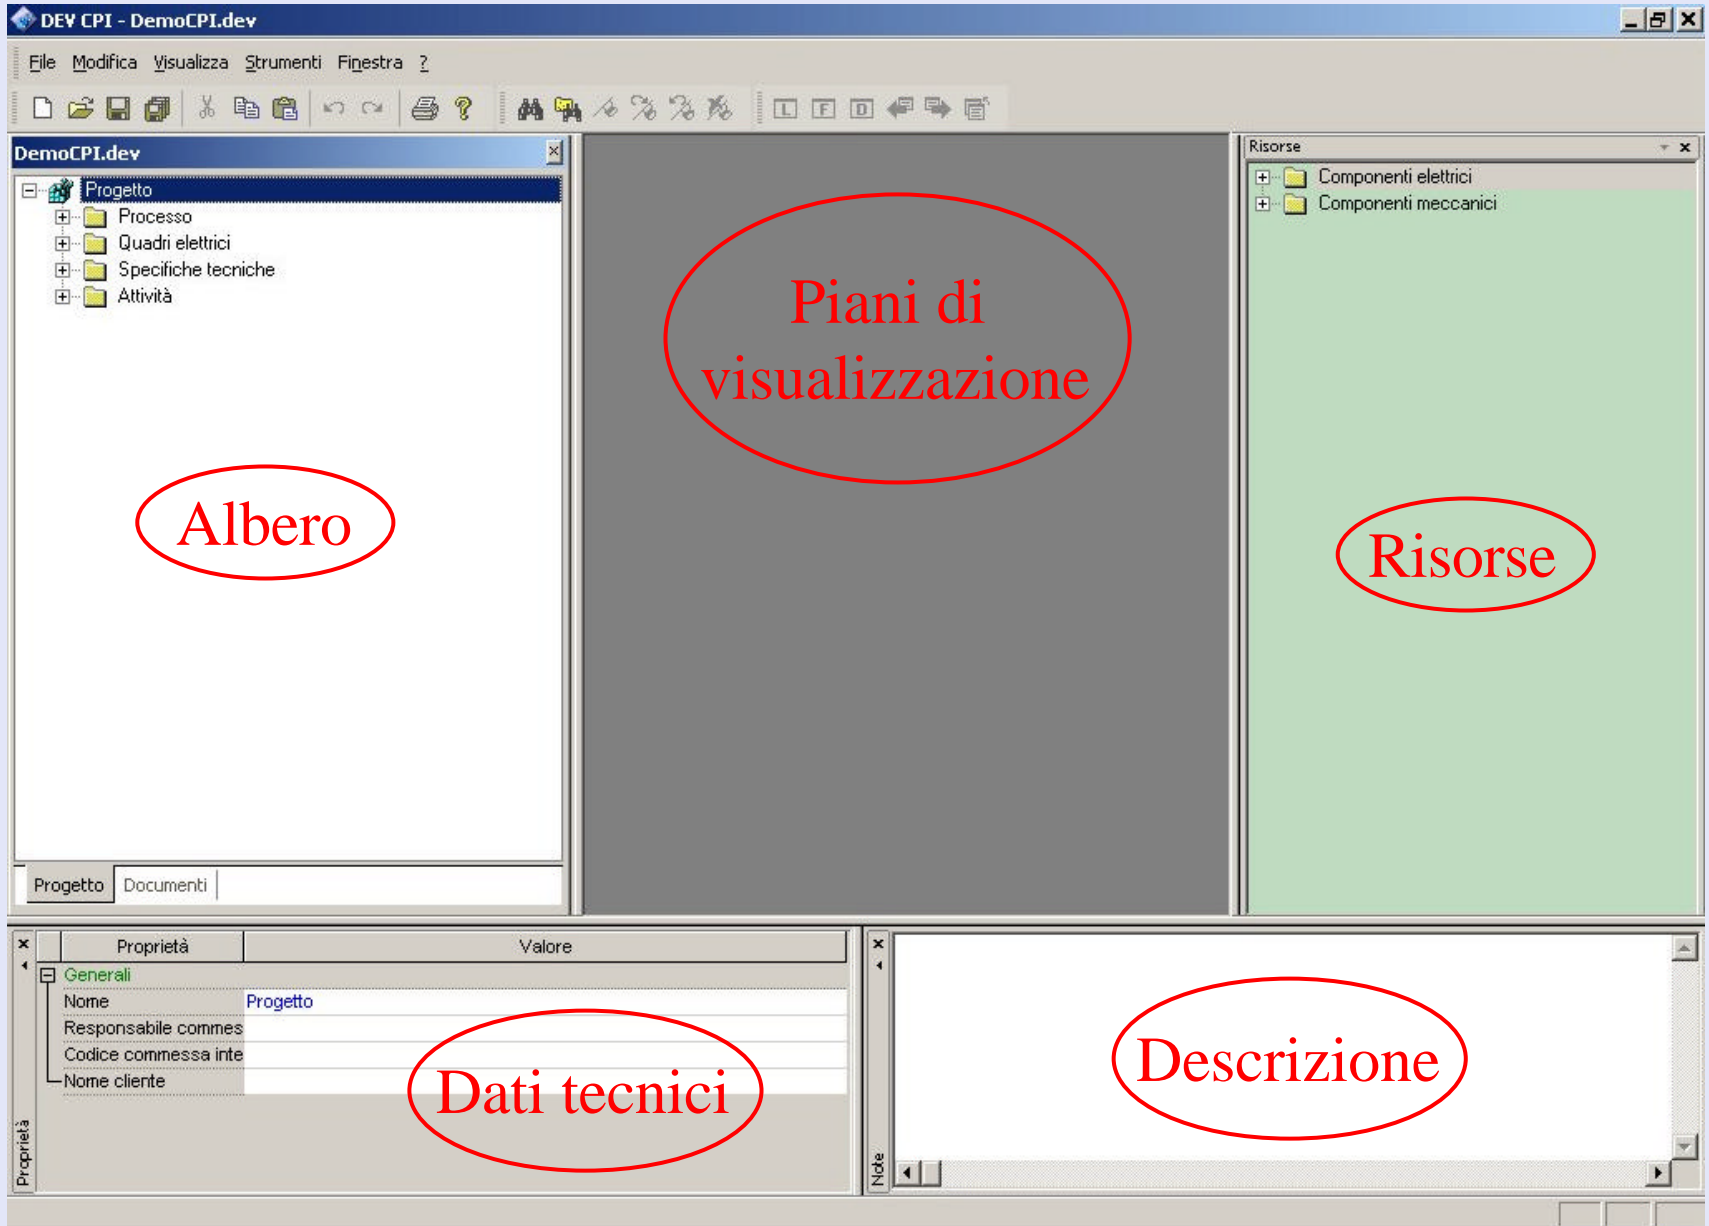 DEV CPI - DemoCPI.dev
File Modifica Visualizza Strumenti Finestra ?
L F D
DemoCPI.dev
Progetto
Processo
Quadri elettrici
Specifiche tecniche
Attività
Albero
Progetto Documenti
Piani di
visualizzazione
Risorse
Componenti elettrici
Componenti meccanici
Risorse
Proprietà Valore
Generali
Nome Progetto
Responsabile commes
Codice commessa inte
Nome cliente
Dati tecnici
Proprietà
Descrizione
Note